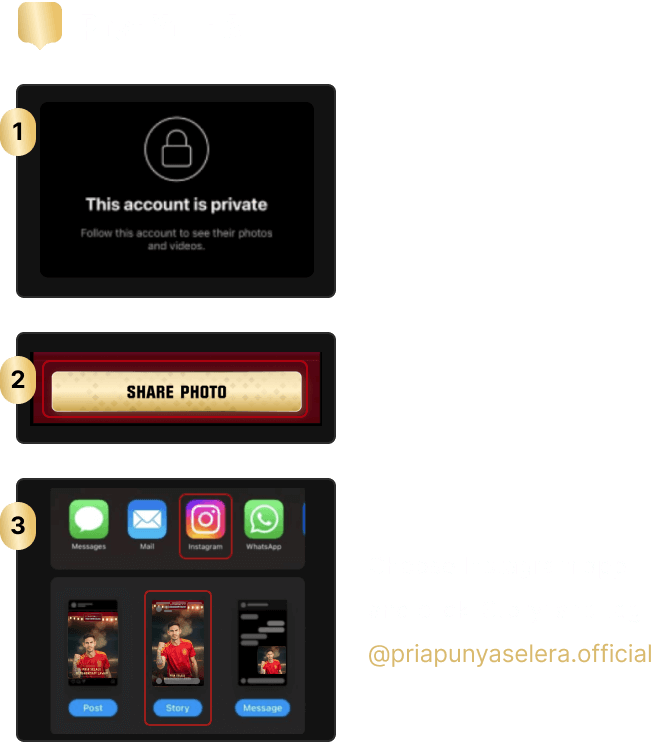 1
This account is private
Follow this account to see their photos
and videos.
2
SHARE PHOTO
3
Messages
Mail
Instagram
WhatsApp
@priapunyaselera.official
Post
Story
Message